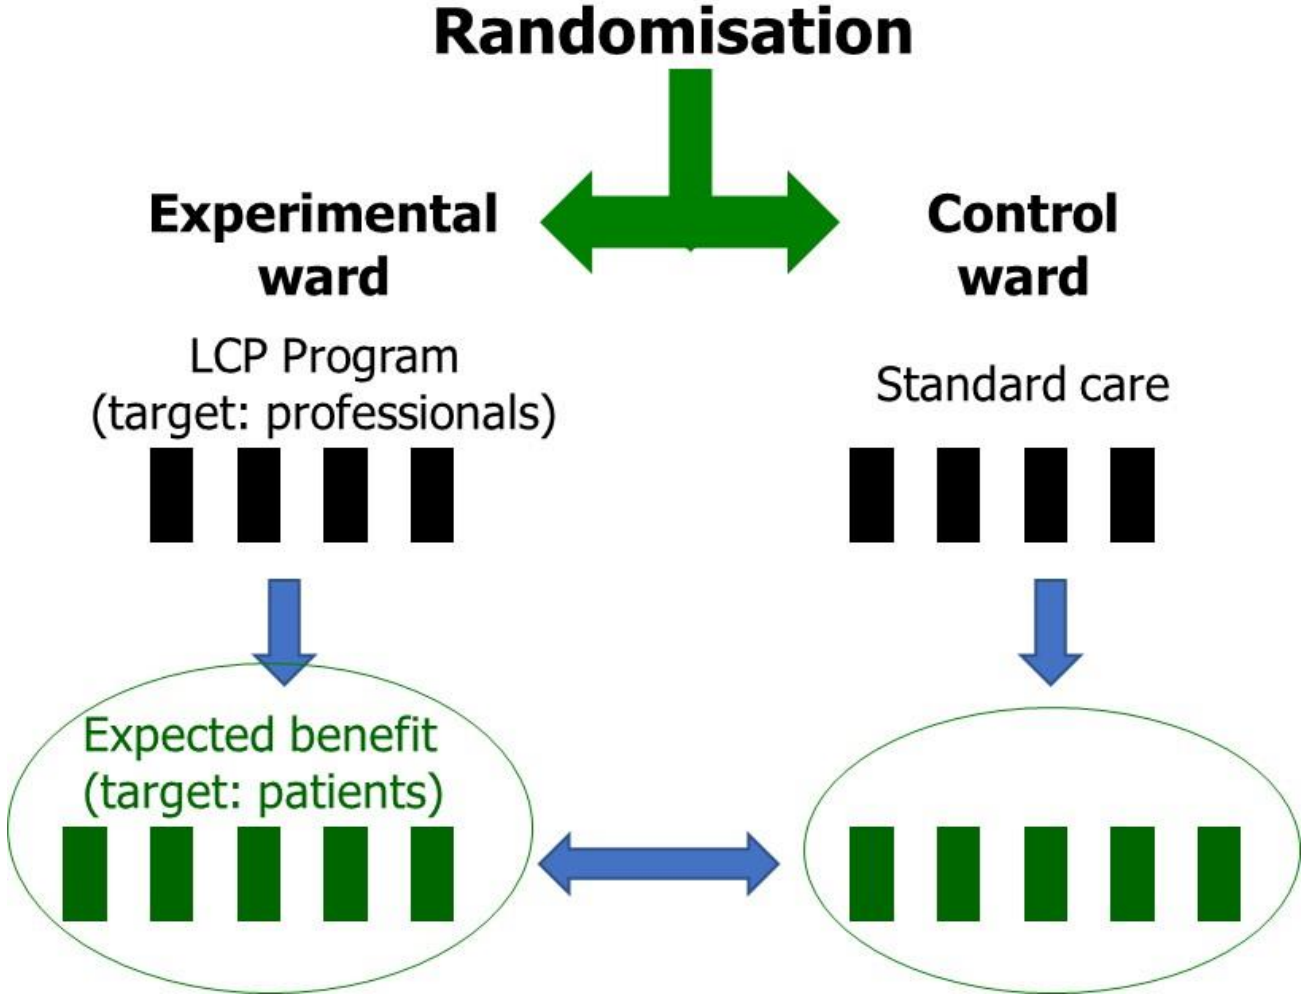 Randomisation
Experimental
ward
Control
ward
LCP Program
(target: professionals)
Standard care
Expected benefit
(target: patients)